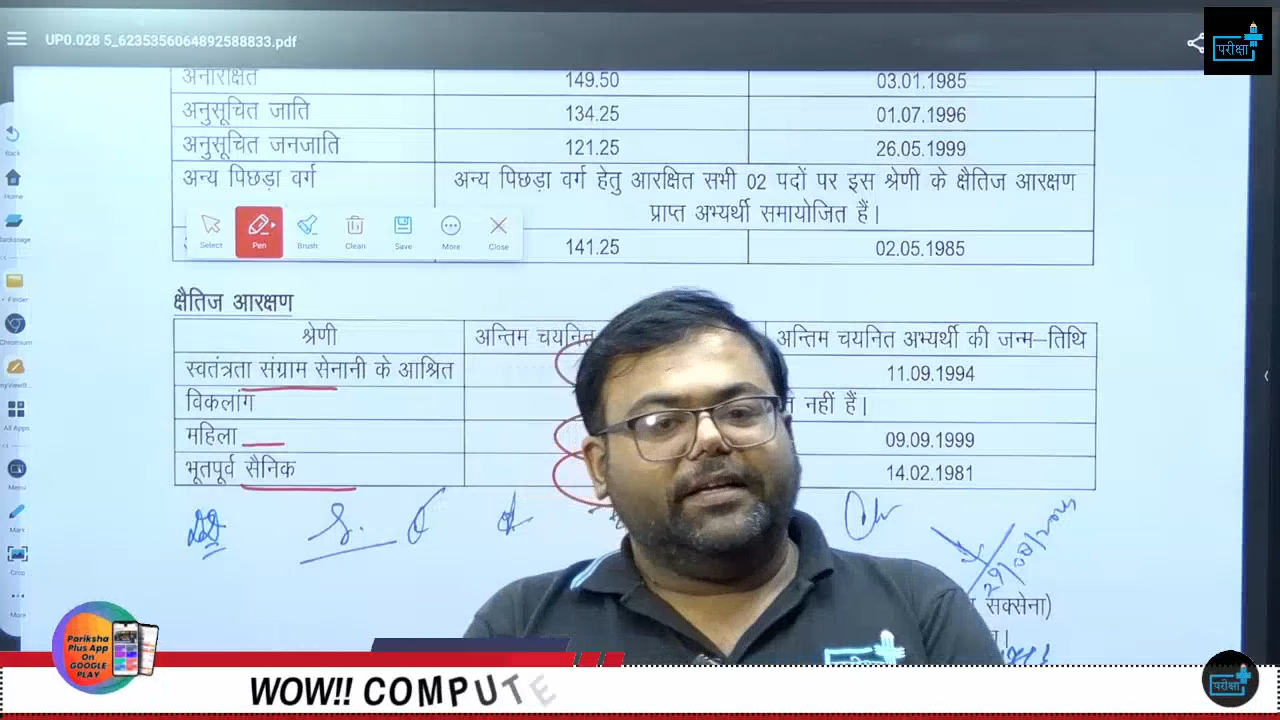 UP0.028 5_6235356064892588833.pdf
परीक्षा
अनारक्षित 149.50 03.01.1985
अनुसूचित जाति 134.25 01.07.1996
अनुसूचित जनजाति 121.25 26.05.1999
अन्य पिछड़ा वर्ग अन्य पिछड़ा वर्ग हेतु आरक्षित सभी 02 पदों पर इस श्रेणी के क्षैतिज आरक्षण
प्राप्त अभ्यर्थी समायोजित हैं।
Select Pen Brush Clean Save More Close
141.25 02.05.1985
क्षैतिज आरक्षण
श्रेणी अन्तिम चयनित अन्तिम चयनित अभ्यर्थी की जन्म–तिथि
स्वतंत्रता संग्राम सेनानी के आश्रित 11.09.1994
विकलांग नहीं हैं।
महिला 09.09.1999
भूतपूर्व सैनिक 14.02.1981
सक्सेना)
Back
Home
Finder
Chromium
All Apps
Menu
Mark
Crop
More
Pariksha
Plus App
On
GOOGLE
PLAY
WOW!! COMPUTE
परीक्षा